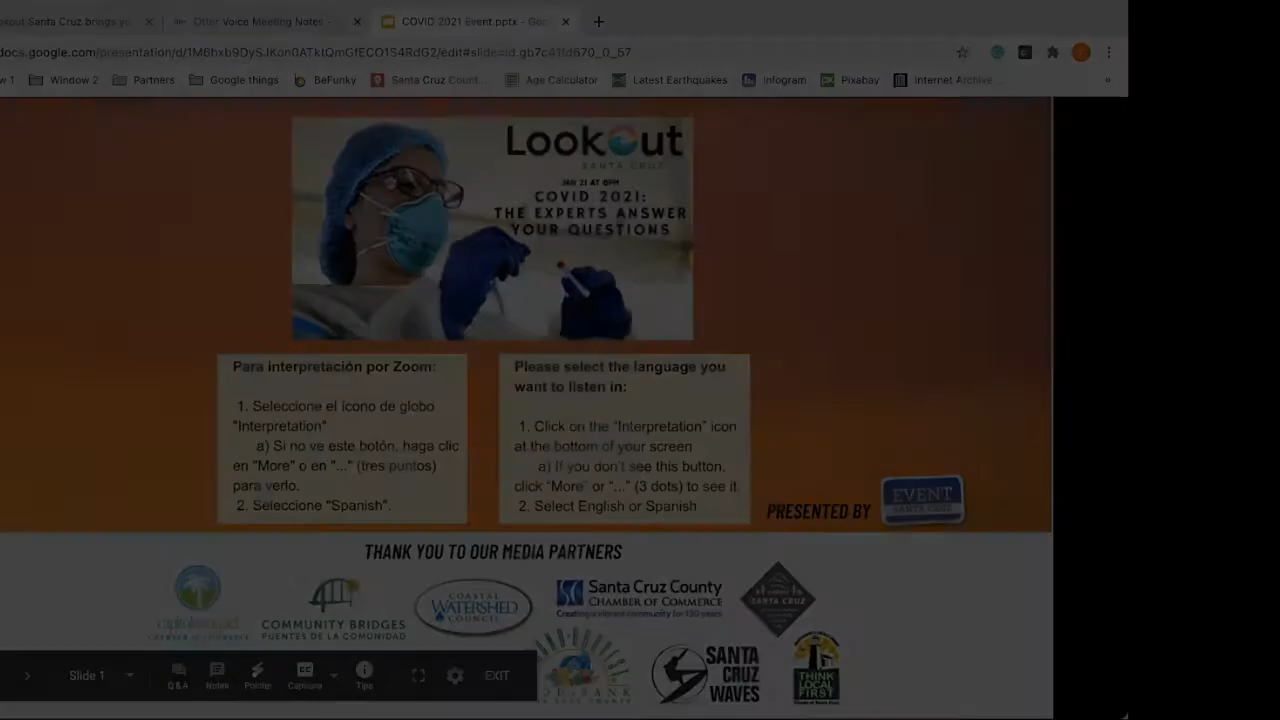 okout Santa Cruz brings yo
Otter Voice Meeting Notes -
COVID 2021 Event.pptx - Goo
docs.google.com/presentation/d/1M6hxb9DySJKon0ATktQmGfECO1S4RdG2/edit#slide=id.gb7c41fd670_0_57
w 1
Window 2
Partners
Google things
BeFunky
Santa Cruz Count...
Age Calculator
Latest Earthquakes
Infogram
Pixabay
Internet Archive...
»
LookOut
SANTA CRUZ
JAN 21 AT 6PM
COVID 2021:
THE EXPERTS ANSWER
YOUR QUESTIONS
Para interpretación por Zoom:
1. Seleccione el ícono de globo
"Interpretation"
a) Si no ve este botón, haga clic
en "More" o en "..." (tres puntos)
para verlo.
2. Seleccione "Spanish".
Please select the language you
want to listen in:
1. Click on the "Interpretation" icon
at the bottom of your screen
a) If you don't see this button,
click "More" or "..." (3 dots) to see it.
2. Select English or Spanish
PRESENTED BY
EVENT
SANTA CRUZ
THANK YOU TO OUR MEDIA PARTNERS
COMMUNITY BRIDGES
PUENTES DE LA COMUNIDAD
COASTAL
WATERSHED
COUNCIL
Santa Cruz County
CHAMBER OF COMMERCE
SANTA CRUZ
SANTA
CRUZ
WAVES
THINK
LOCAL
FIRST
Slide 1
Q&A
Notes
Pointer
Captions
Tips
EXIT